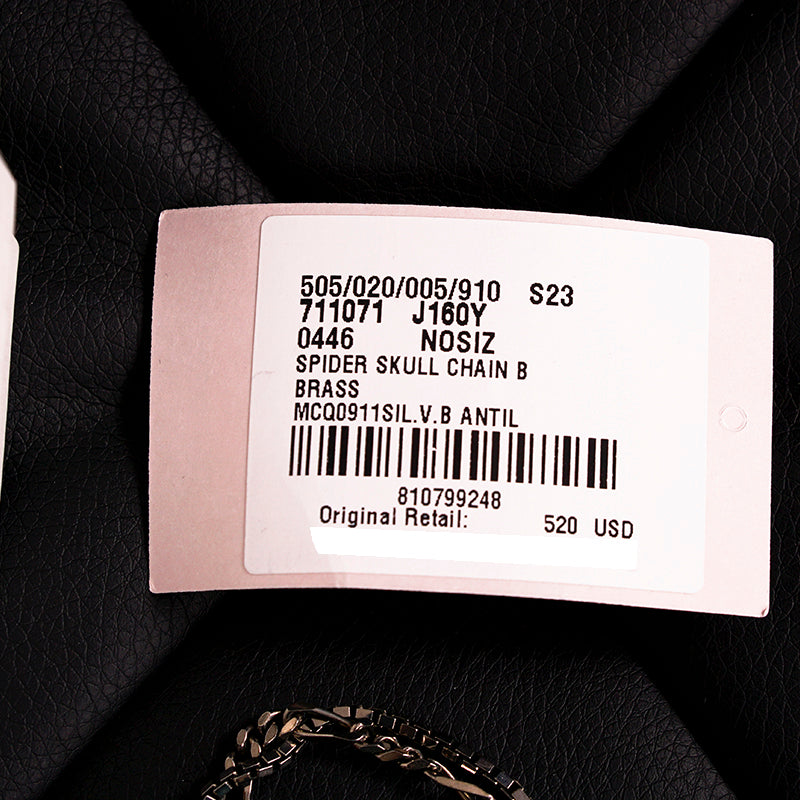 505/020/005/910 S23
711071 J160Y
0446 NOSIZ
SPIDER SKULL CHAIN B
BRASS
MCQ0911SIL.V.B ANTIL
810799248
Original Retail: 520 USD